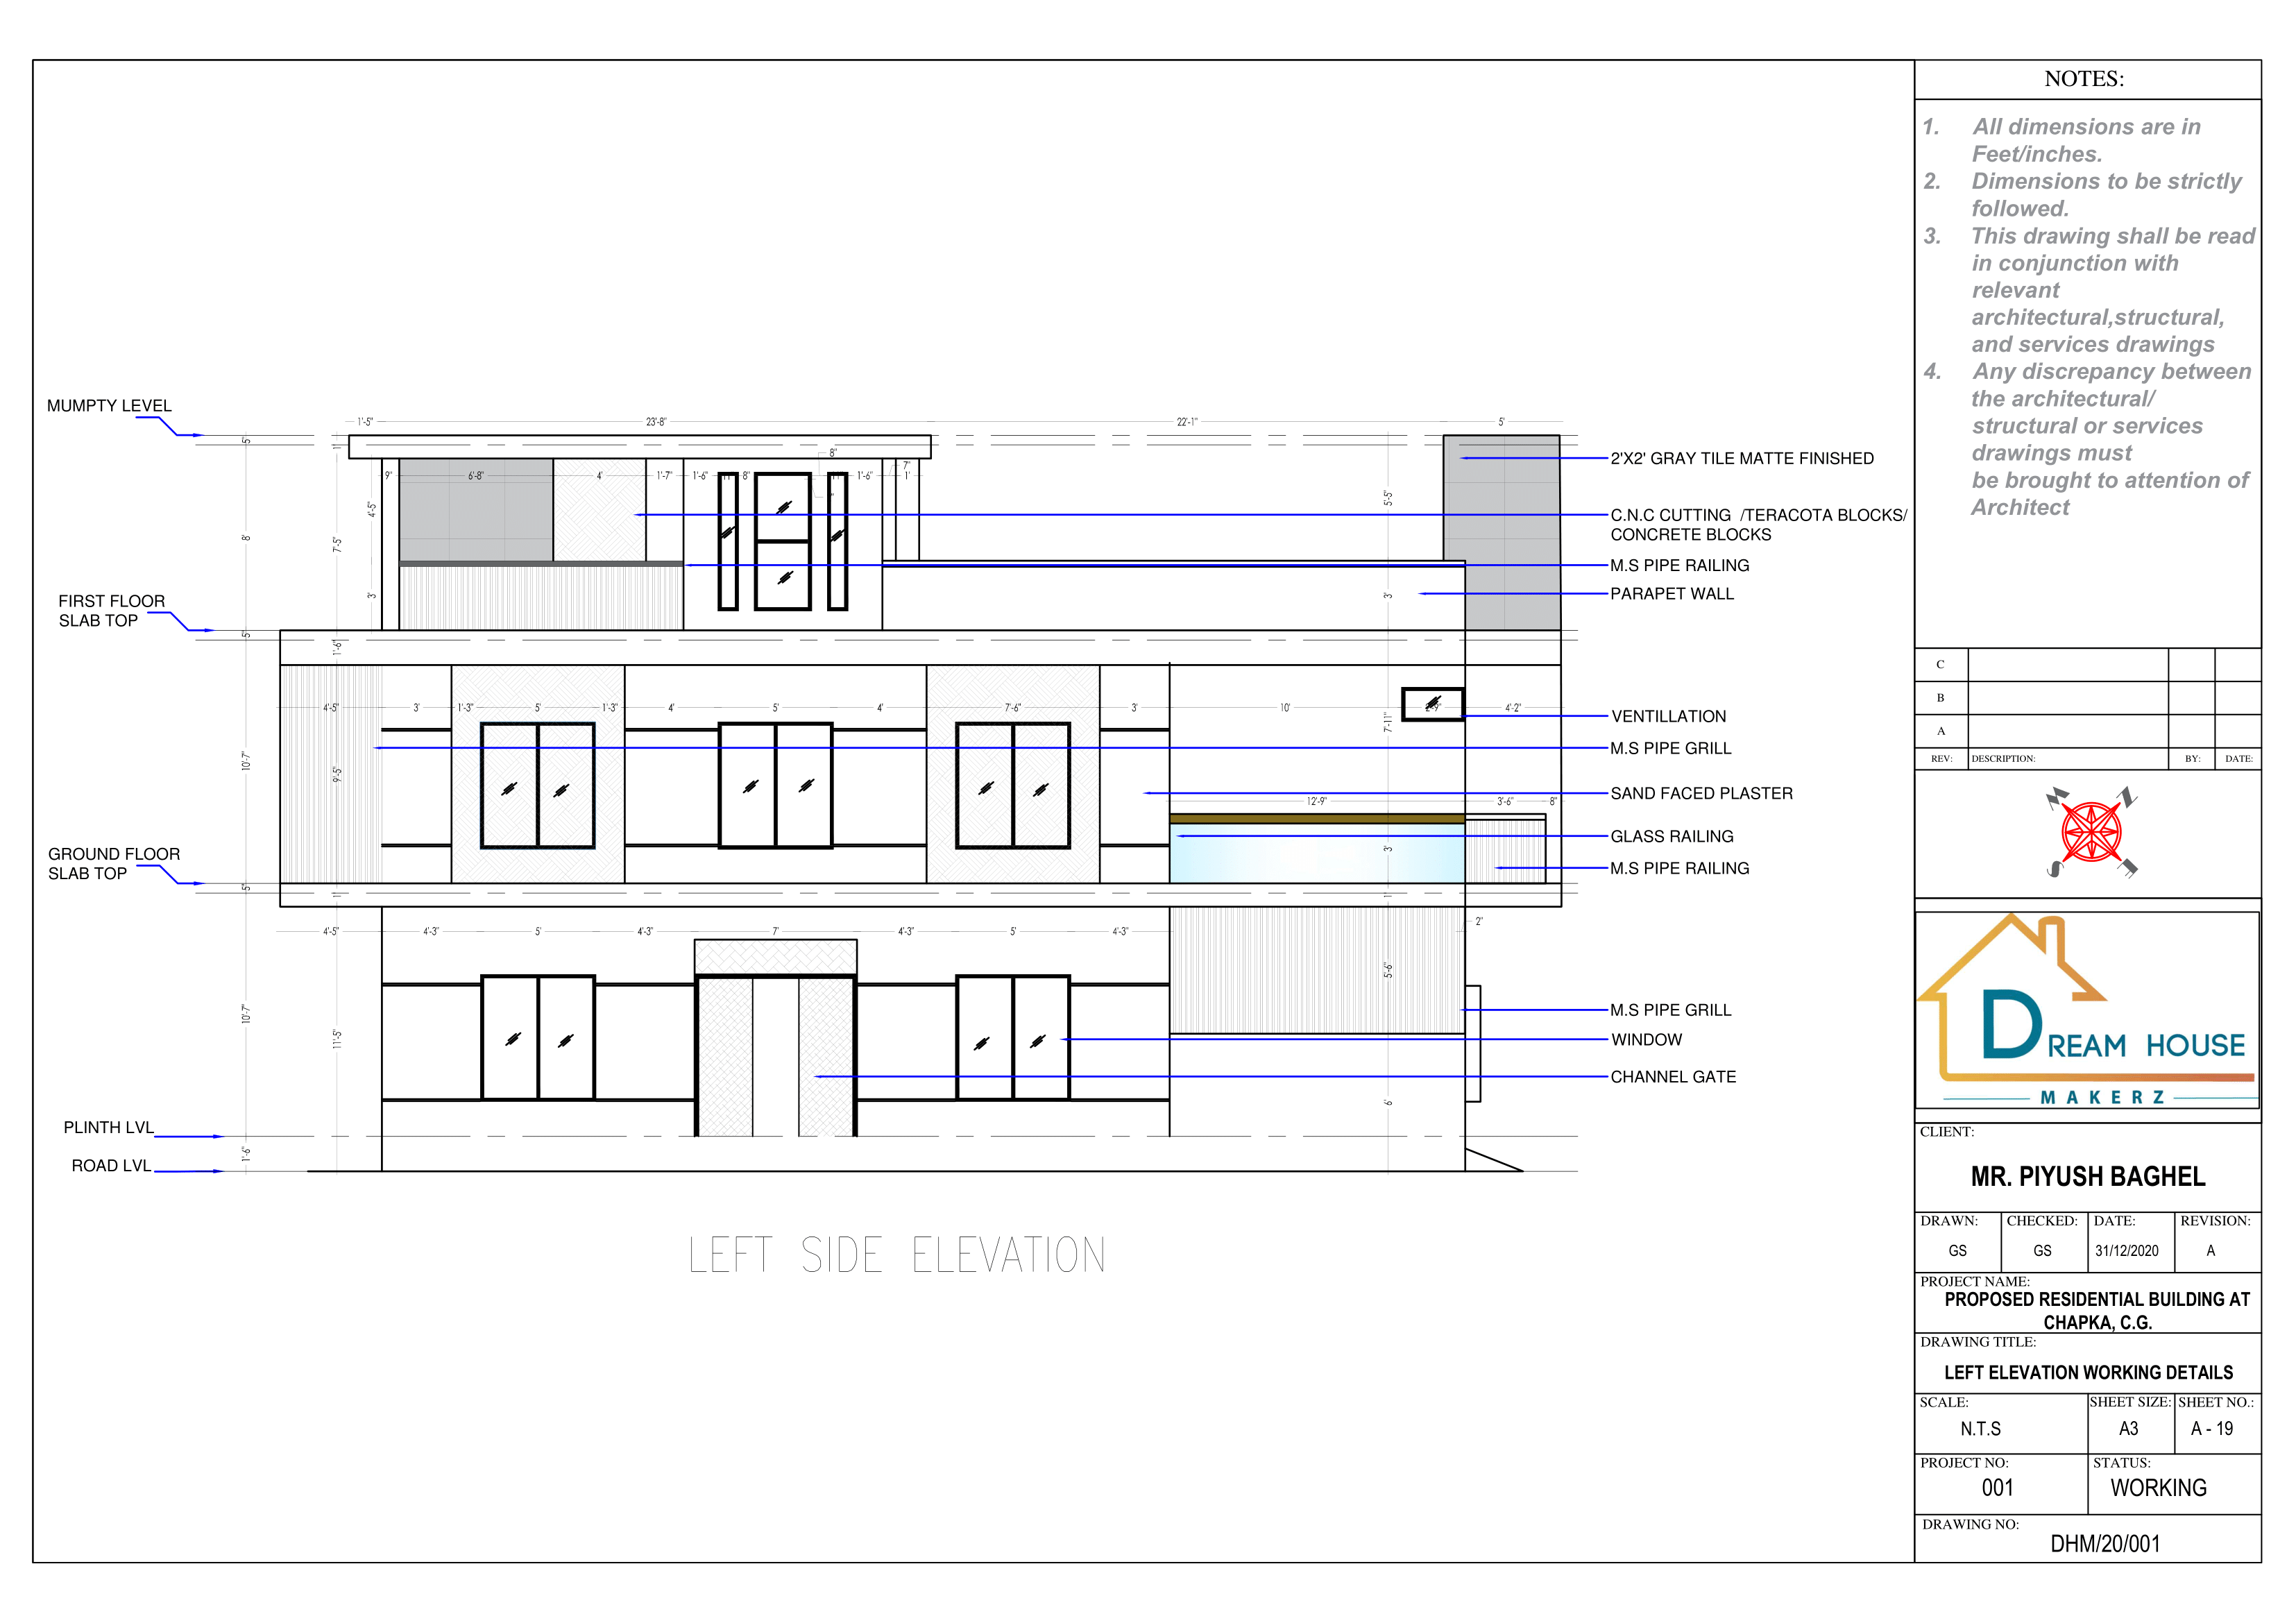 NOTES:
1. All dimensions are in
Feet/inches.
2. Dimensions to be strictly
followed.
3. This drawing shall be read
in conjunction with
relevant
architectural,structural,
and services drawings
4. Any discrepancy between
the architectural/
structural or services
drawings must
be brought to attention of
Architect
MUMPTY LEVEL
FIRST FLOOR
SLAB TOP
GROUND FLOOR
SLAB TOP
PLINTH LVL
ROAD LVL
5"
8'
5"
10'-7"
5"
10'-7"
1'-6"
1'
7'-5"
1'-6"
9'-5"
1'
11'-5"
4'-5"
3'
1'-5"
23'-8"
22'-1"
5'
9"
6'-8"
4'
1'-7"
1'-6"
11"
8"
8"
11"
1'-6"
7"
1'
5'-5"
3'
7'-11"
3'
1'
5'-6"
6'
4'-5"
3'
1'-3"
5'
1'-3"
4'
5'
4'
7'-6"
3'
10'
2'-9"
4'-2"
12'-9"
3'-6"
8"
4'-5"
4'-3"
5'
4'-3"
7'
4'-3"
5'
4'-3"
2"
2'X2' GRAY TILE MATTE FINISHED
C.N.C CUTTING /TERACOTA BLOCKS/
CONCRETE BLOCKS
M.S PIPE RAILING
PARAPET WALL
VENTILLATION
M.S PIPE GRILL
SAND FACED PLASTER
GLASS RAILING
M.S PIPE RAILING
M.S PIPE GRILL
WINDOW
CHANNEL GATE
LEFT SIDE ELEVATION
C
B
A
REV: DESCRIPTION: BY: DATE:
W N
S E
DREAM HOUSE
MAKERZ
CLIENT:
MR. PIYUSH BAGHEL
DRAWN: CHECKED: DATE: REVISION:
GS GS 31/12/2020 A
PROJECT NAME:
PROPOSED RESIDENTIAL BUILDING AT
CHAPKA, C.G.
DRAWING TITLE:
LEFT ELEVATION WORKING DETAILS
SCALE: SHEET SIZE: SHEET NO.:
N.T.S A3 A - 19
PROJECT NO: STATUS:
001 WORKING
DRAWING NO:
DHM/20/001